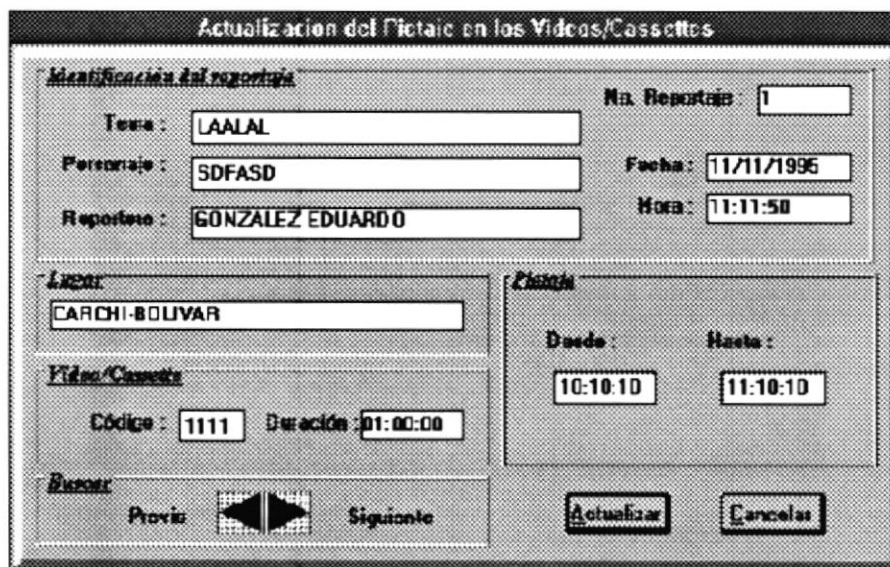 Actualizacion del Pietaje en los Videos/Cassettes
Identificación del reportaje
No. Reportaje : 1
Tema : LAALAL
Personaje : SDFASD
Fecha : 11/11/1995
Hora : 11:11:50
Reportero : GONZALEZ EDUARDO
Lugar
CARCHI-BOLIVAR
Pietaje
Desde : Hasta :
10:10:10 11:10:10
Video/Cassette
Código : 1111 Duración : 01:00:00
Buscar
Previo Siguiente
Actualizar Cancelar